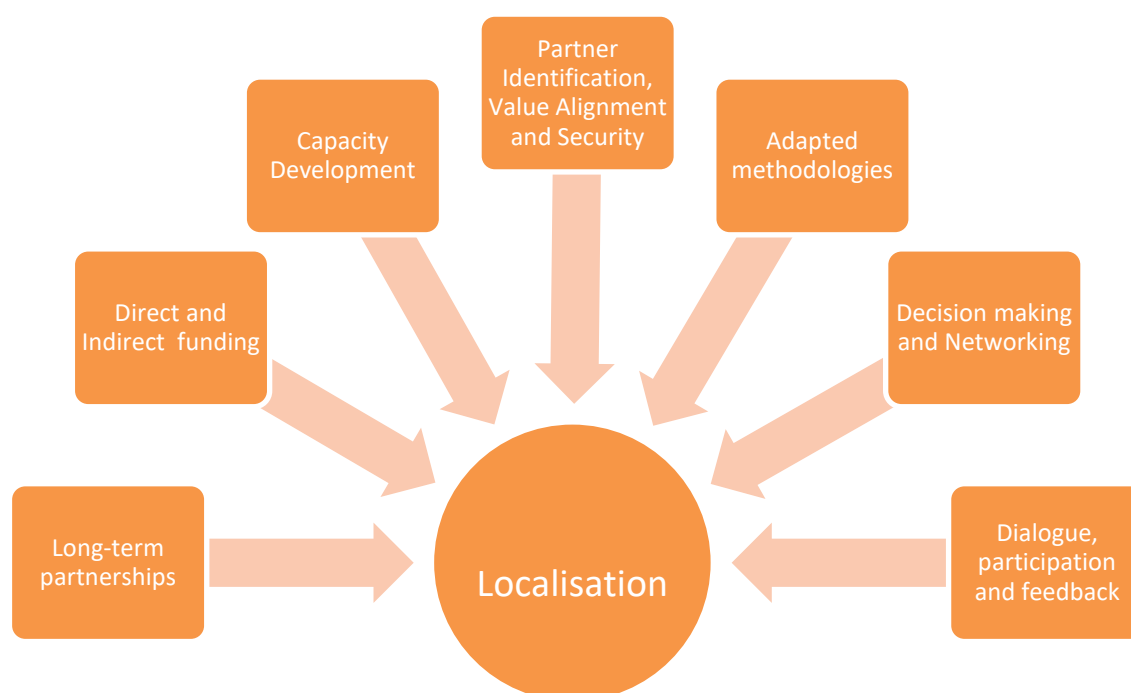 Partner
Identification,
Value Alignment
and Security
Capacity
Development
Adapted
methodologies
Direct and
Indirect  funding
Decision making
and Networking
Long-term
partnerships
Localisation
Dialogue,
participation
and feedback